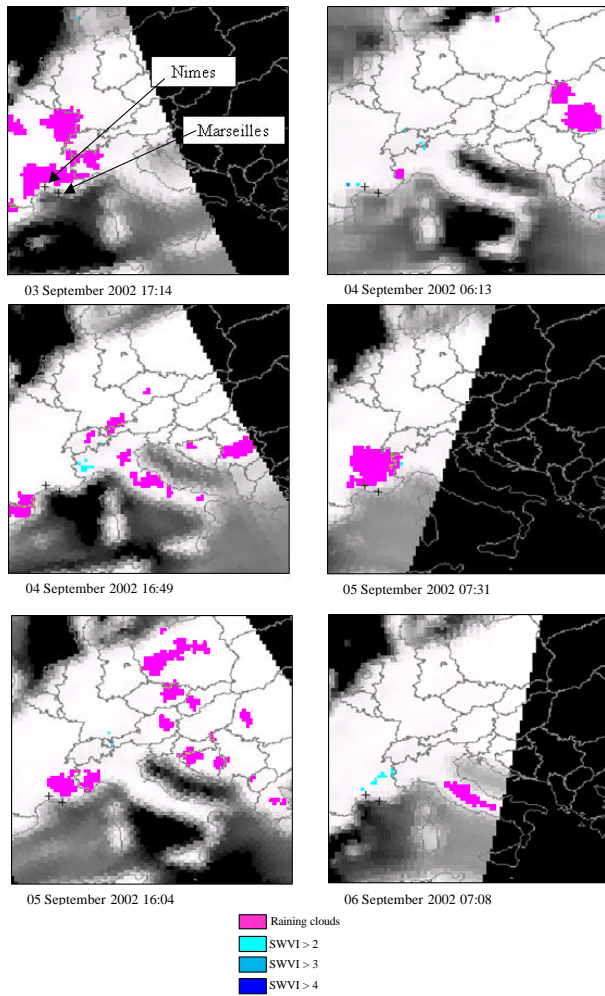 Nimes
Marseilles
03 September 2002 17:14
04 September 2002 06:13
04 September 2002 16:49
05 September 2002 07:31
05 September 2002 16:04
06 September 2002 07:08
Raining clouds
SWVI > 2
SWVI > 3
SWVI > 4